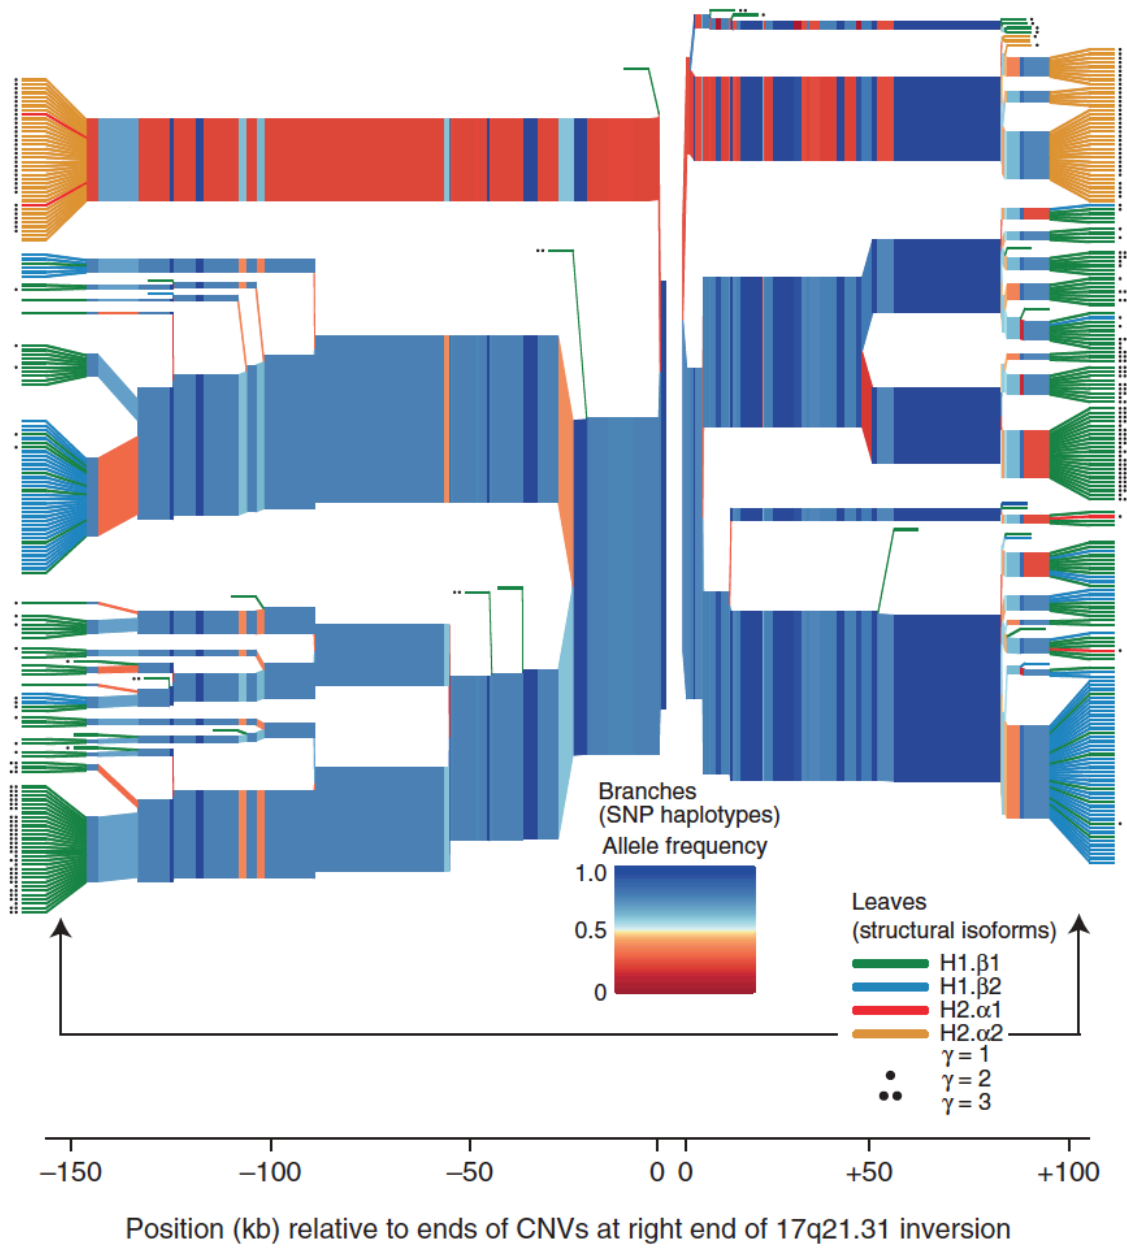 Branches
(SNP haplotypes)
Allele frequency
1.0
0.5
0
Leaves
(structural isoforms)
H1.β1
H1.β2
H2.α1
H2.α2
γ = 1
γ = 2
γ = 3
–150 –100 –50 0 0 +50 +100
Position (kb) relative to ends of CNVs at right end of 17q21.31 inversion